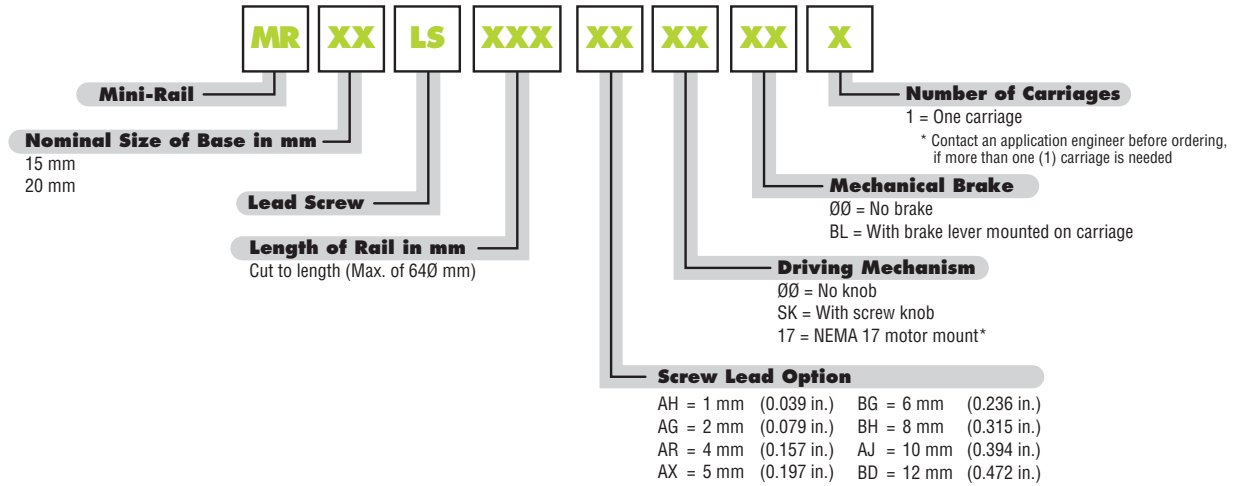 MR XX LS XXX XX XX XX X
Mini-Rail
Nominal Size of Base in mm
15 mm
20 mm
Lead Screw
Length of Rail in mm
Cut to length (Max. of 64Ø mm)
Number of Carriages
1 = One carriage
* Contact an application engineer before ordering,
if more than one (1) carriage is needed
Mechanical Brake
ØØ = No brake
BL = With brake lever mounted on carriage
Driving Mechanism
ØØ = No knob
SK = With screw knob
17 = NEMA 17 motor mount*
Screw Lead Option
AH = 1 mm (0.039 in.) BG = 6 mm (0.236 in.)
AG = 2 mm (0.079 in.) BH = 8 mm (0.315 in.)
AR = 4 mm (0.157 in.) AJ = 10 mm (0.394 in.)
AX = 5 mm (0.197 in.) BD = 12 mm (0.472 in.)